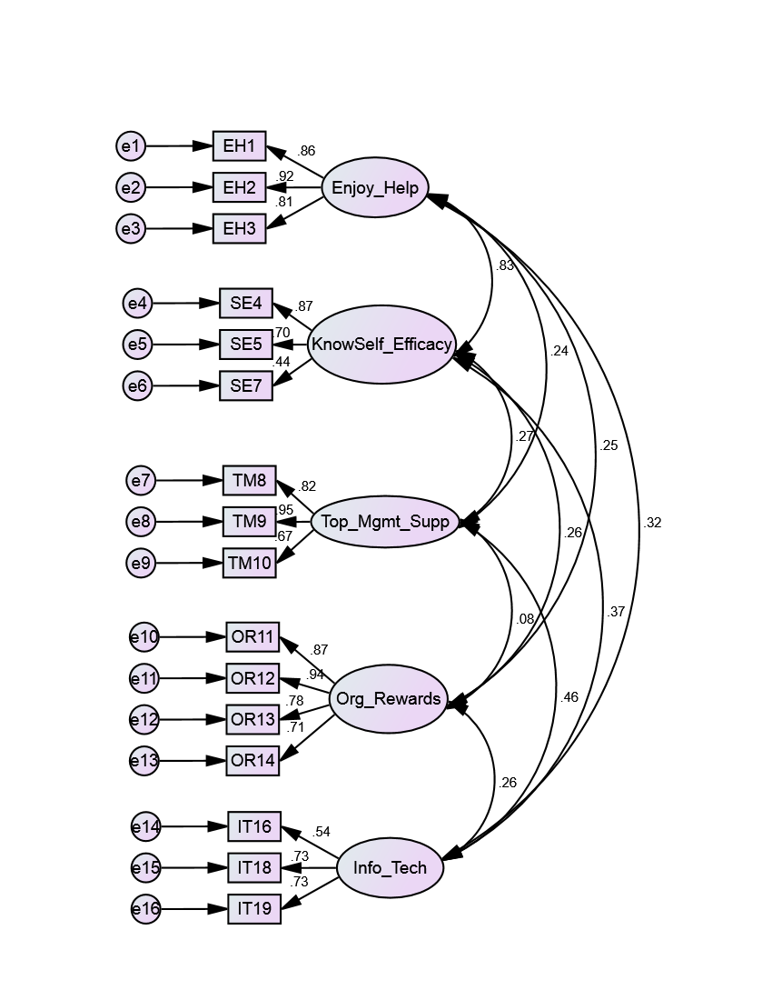 e1 EH1 .86
e2 EH2 .92 Enjoy_Help
e3 EH3 .81
.83
e4 SE4 .87
e5 SE5 .70 KnowSelf_Efficacy
.24
e6 SE7 .44
.27
.25
e7 TM8 .82
e8 TM9 .95 Top_Mgmt_Supp
.32
.26
e9 TM10 .67
.37
.08
e10 OR11 .87
e11 OR12 .94
Org_Rewards
.46
e12 OR13 .78
e13 OR14 .71
.26
e14 IT16 .54
e15 IT18 .73 Info_Tech
e16 IT19 .73